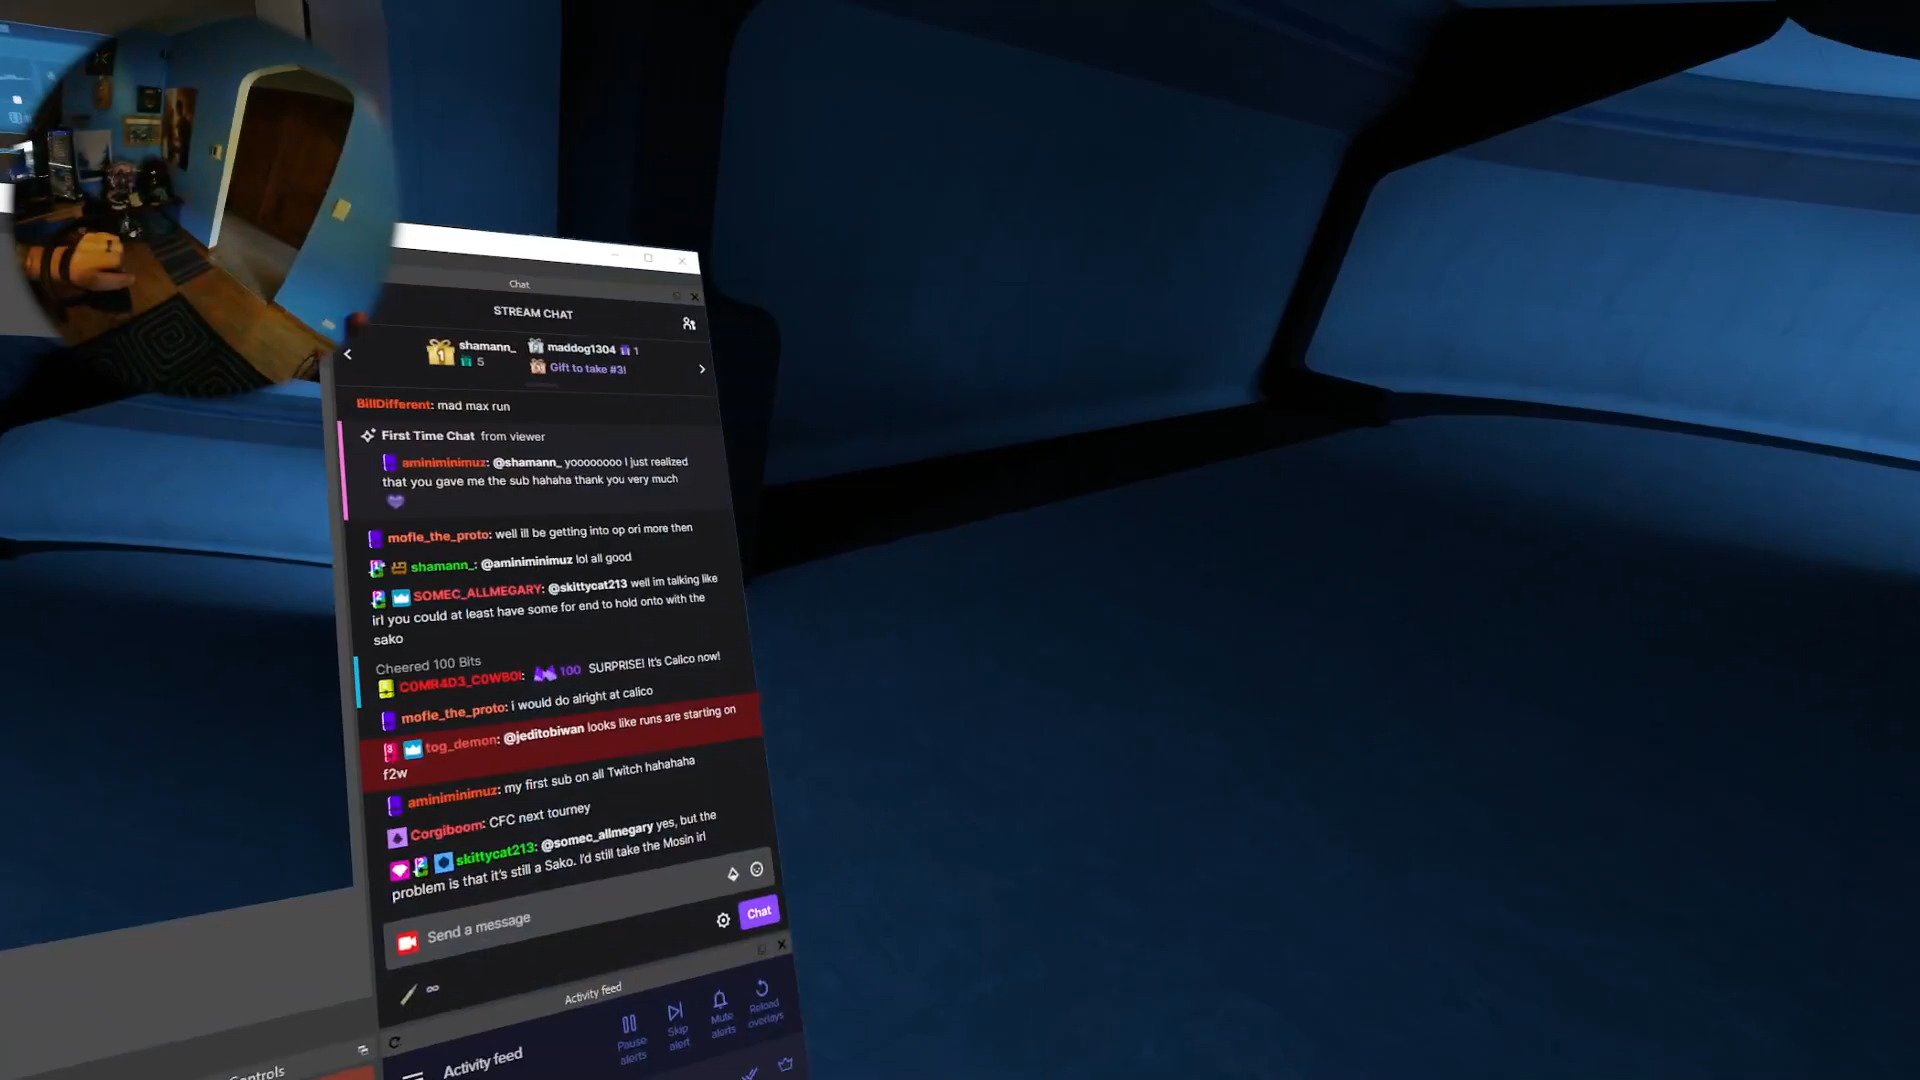 Chat
STREAM CHAT
shamann_
5
maddog1304 1
Gift to take #3!
BillDifferent: mad max run
First Time Chat from viewer
aminiminimuz: @shamann_ yoooooooo I just realized
that you gave me the sub hahaha thank you very much
mofle_the_proto: well ill be getting into op ori more then
shamann_: @aminiminimuz lol all good
SOMEC_ALLMEGARY: @skittycat213 well im talking like
irl you could at least have some for end to hold onto with the
sako
Cheered 100 Bits
C0MR4D3_C0WB0I: 100 SURPRISE! It's Calico now!
mofle_the_proto: i would do alright at calico
tog_demon: @jeditobiwan looks like runs are starting on
f2w
aminiminimuz: my first sub on all Twitch hahahaha
Corgiboom: CFC next tourney
skittycat213: @somec_allmegary yes, but the
problem is that it's still a Sako. I'd still take the Mosin irl
Send a message
Chat
Activity feed
Activity feed
Pause
alerts
Skip
alert
Mute
alerts
Reload
overlays
Controls